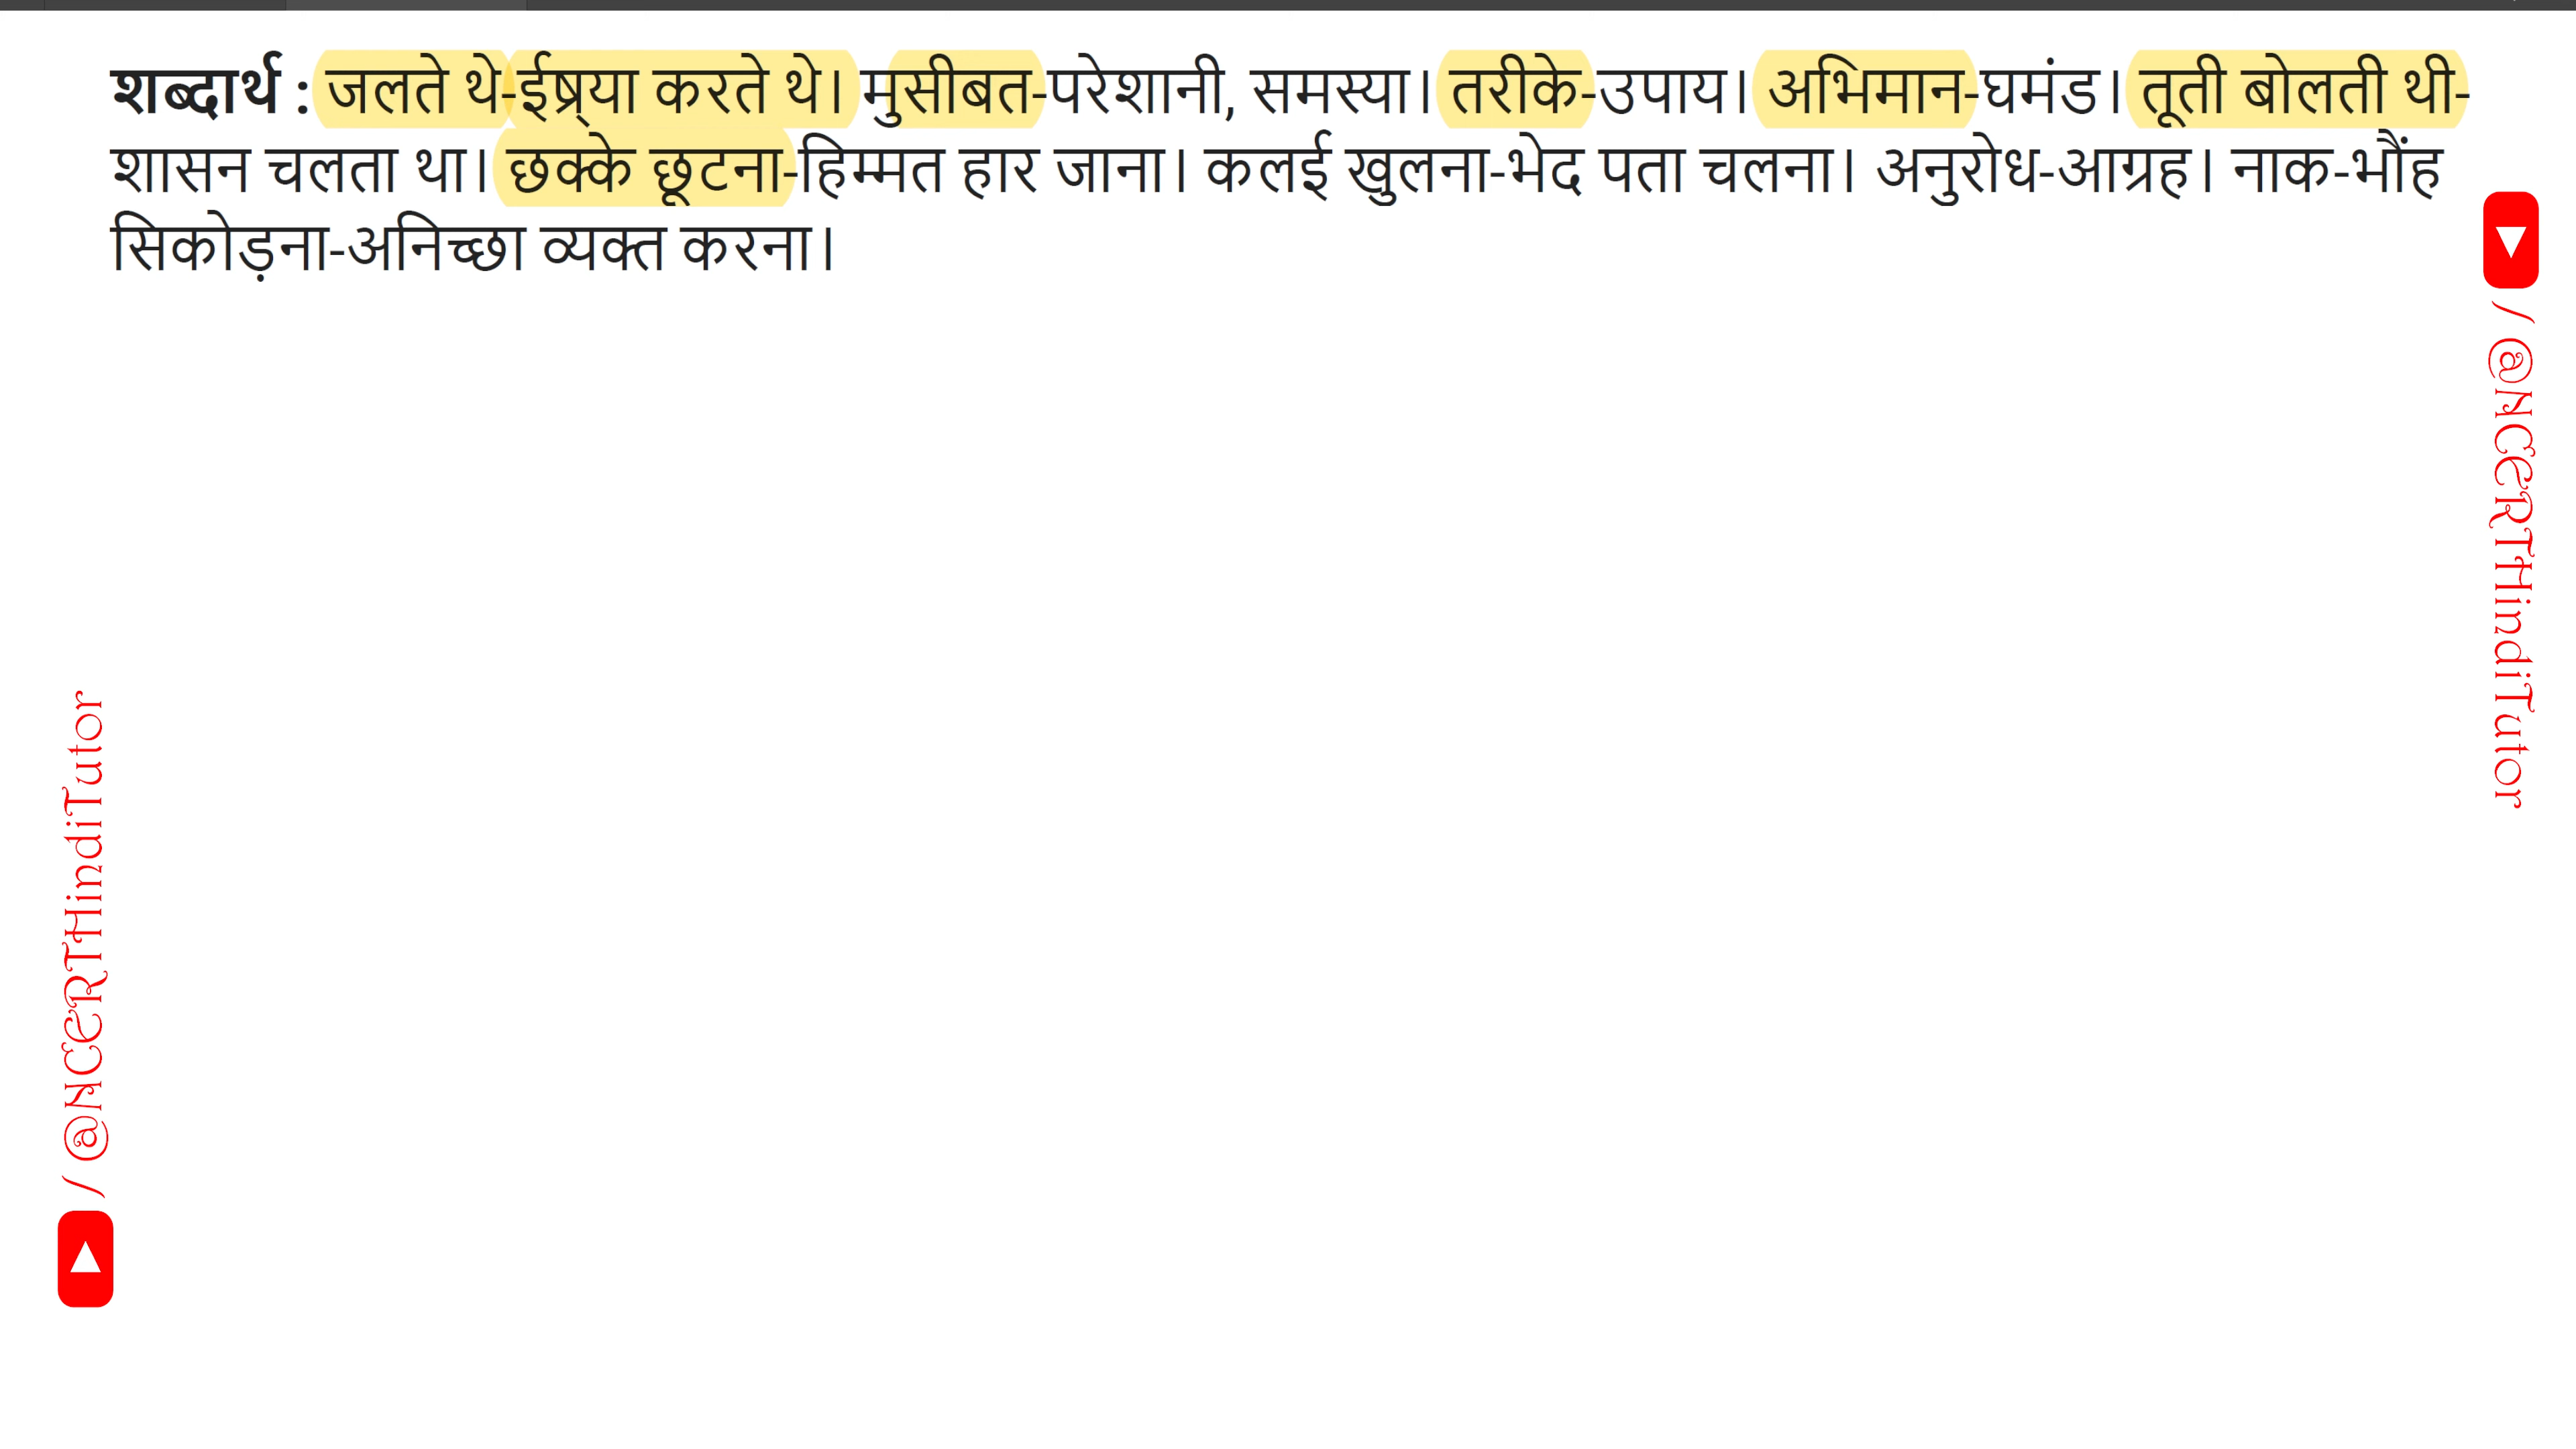 शब्दार्थ : जलते थे-ईष्र्या करते थे। मुसीबत-परेशानी, समस्या। तरीके-उपाय। अभिमान-घमंड। तूती बोलती थी-
शासन चलता था। छक्के छूटना-हिम्मत हार जाना। कलई खुलना-भेद पता चलना। अनुरोध-आग्रह। नाक-भौंह
सिकोड़ना-अनिच्छा व्यक्त करना।
/ @NCERTHindiTutor
/ @NCERTHindiTutor